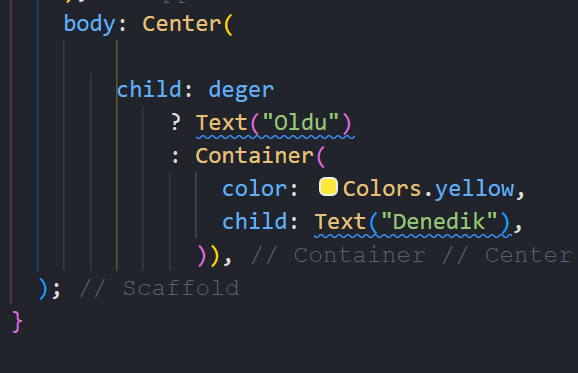 body: Center(
child: deger
? Text("Oldu")
: Container(
color: Colors.yellow,
child: Text("Denedik"),
)), // Container // Center
); // Scaffold
}